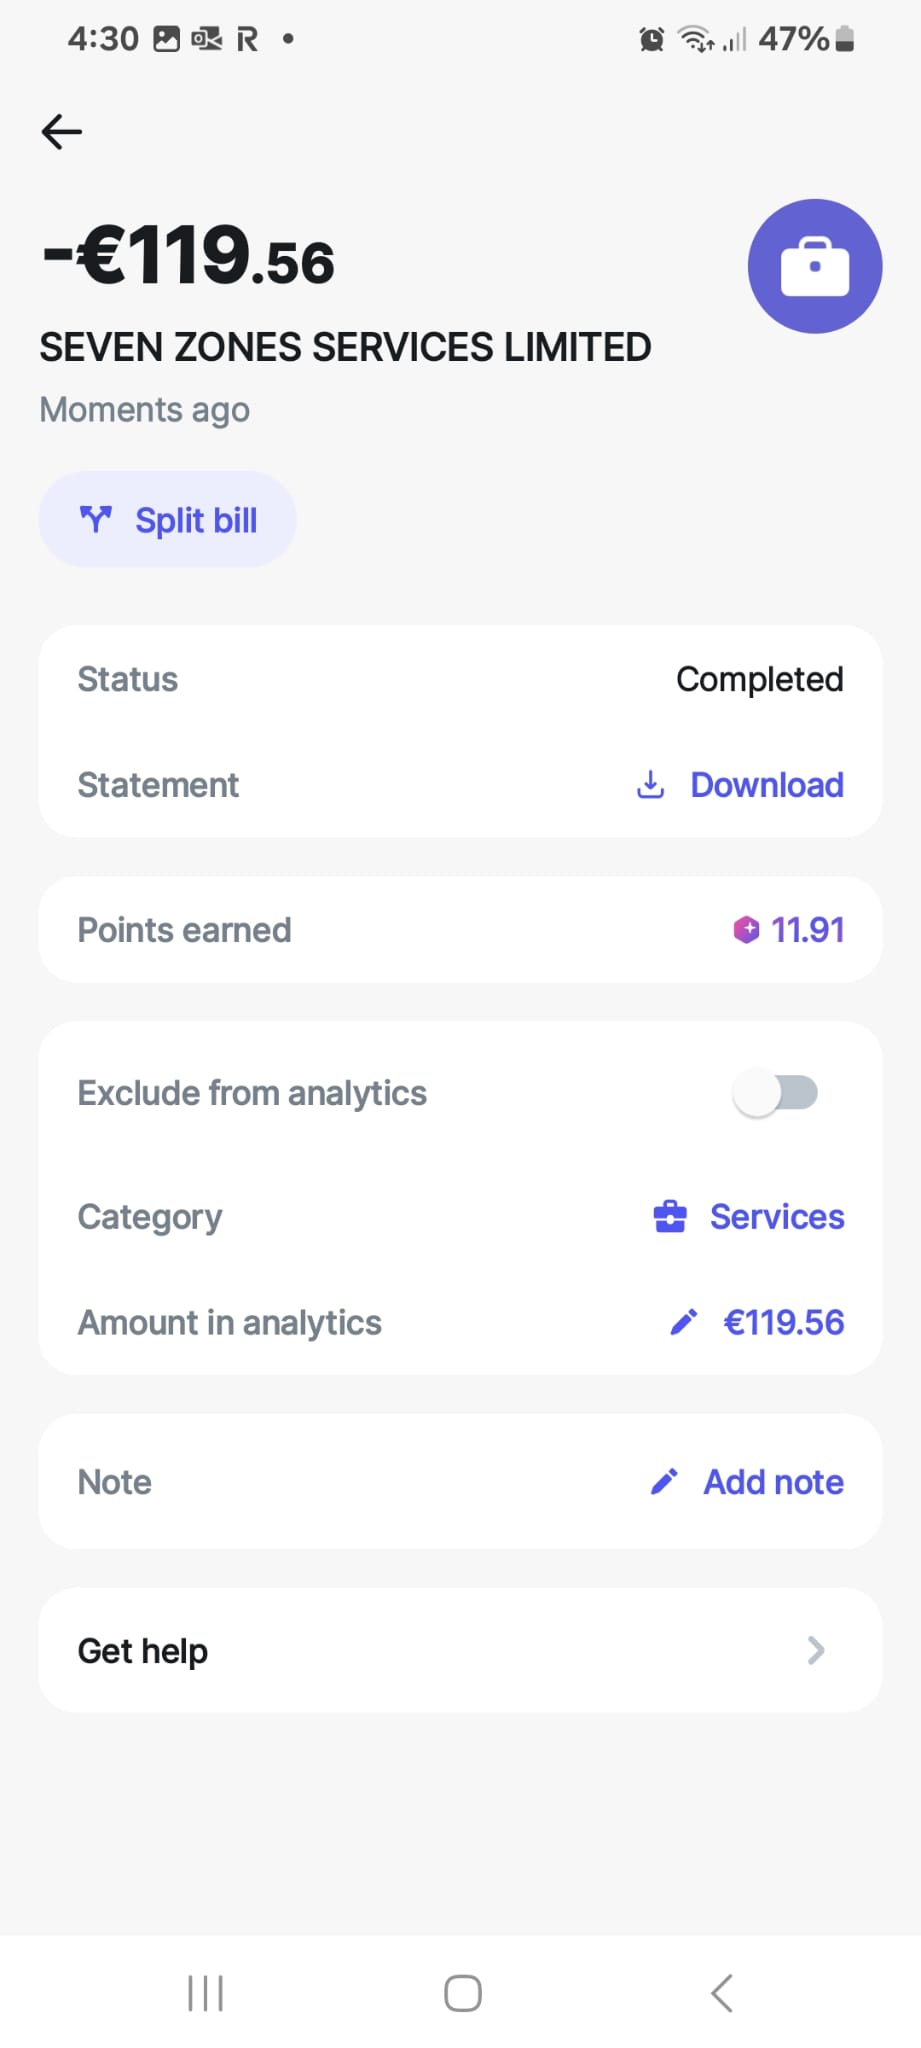 4:30 R • 47%
-€119.56
SEVEN ZONES SERVICES LIMITED
Moments ago
Split bill
Status Completed
Statement Download
Points earned 11.91
Exclude from analytics
Category Services
Amount in analytics €119.56
Note Add note
Get help